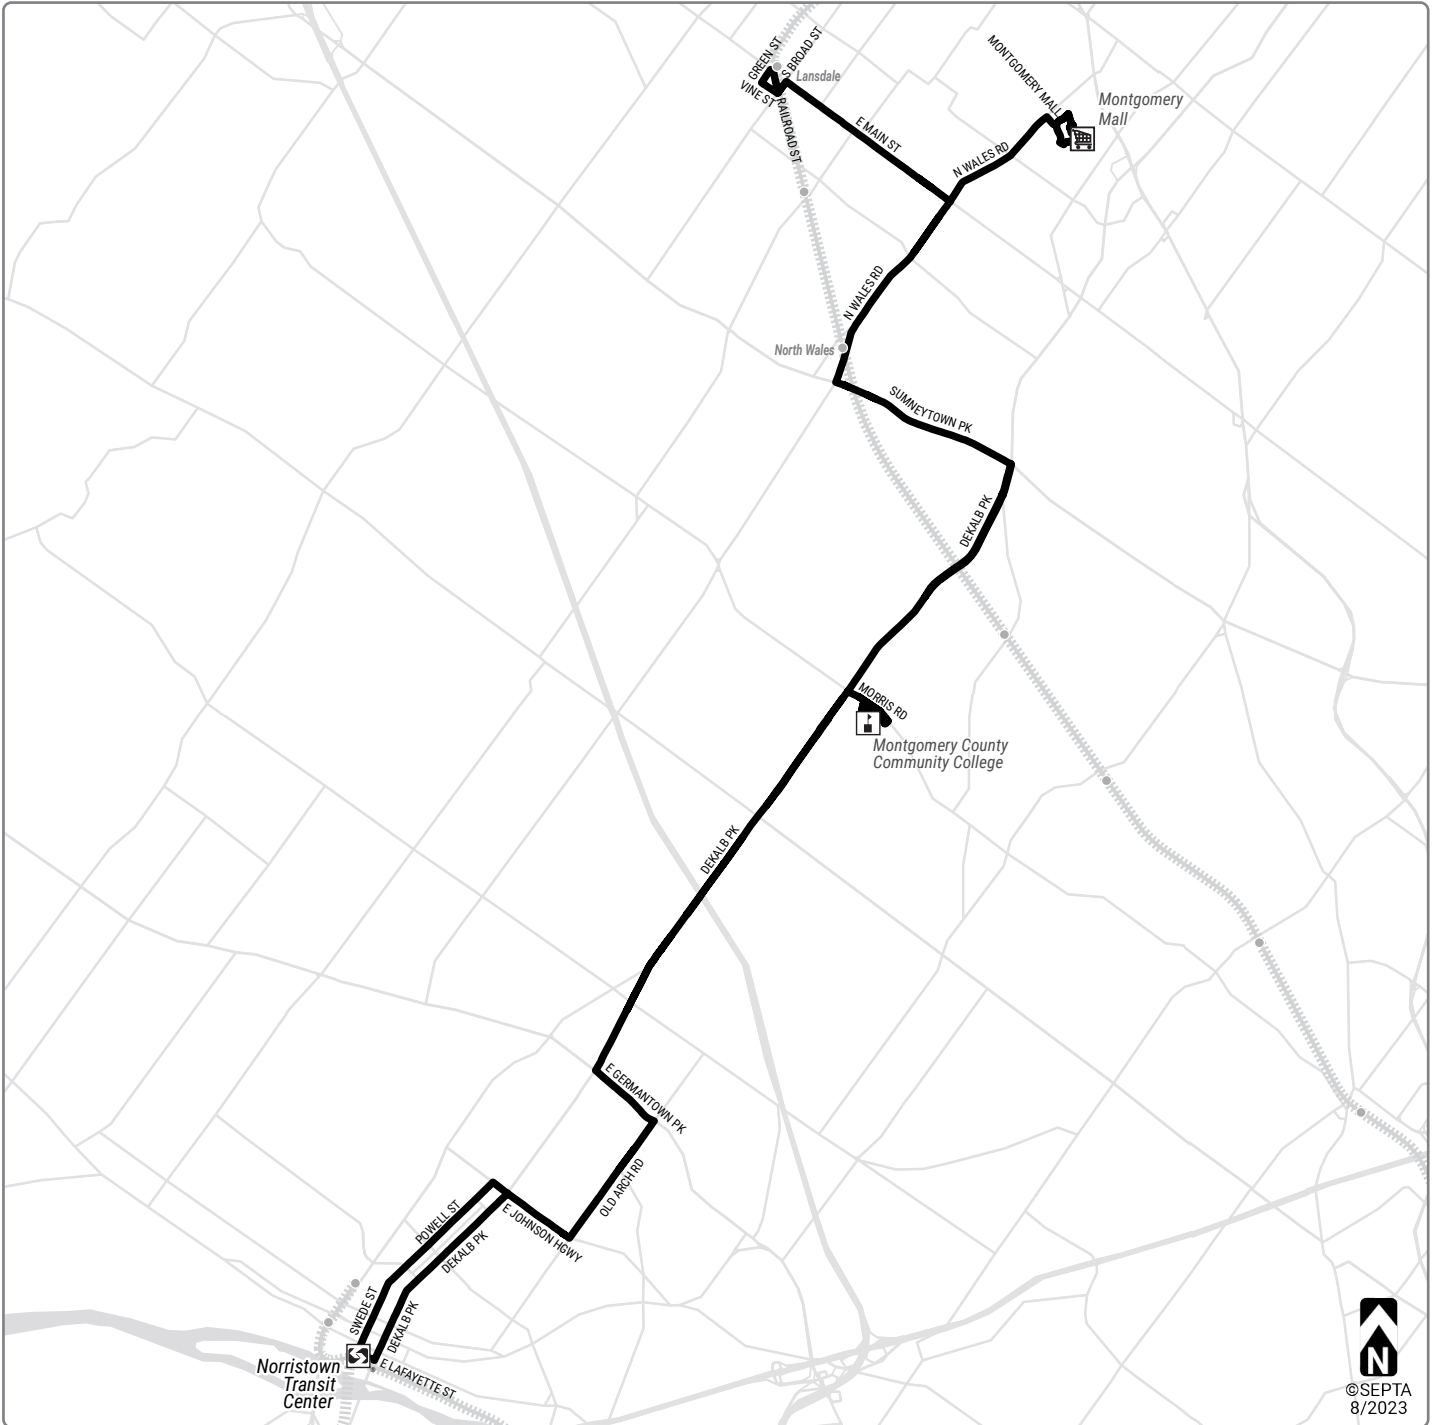 GREEN ST
S BROAD ST
Lansdale
VINE ST
RAILROAD ST
E MAIN ST
MONTGOMERY MALL
Montgomery
Mall
N WALES RD
N WALES RD
North Wales
SUMNEYTOWN PK
DEKALB PK
MORRIS RD
Montgomery County
Community College
DEKALB PK
E GERMANTOWN PK
OLD ARCH RD
E JOHNSON HGWY
POWELL ST
DEKALB PK
SWEDE ST
DEKALB PK
E LAFAYETTE ST
Norristown
Transit
Center
N
©SEPTA
8/2023